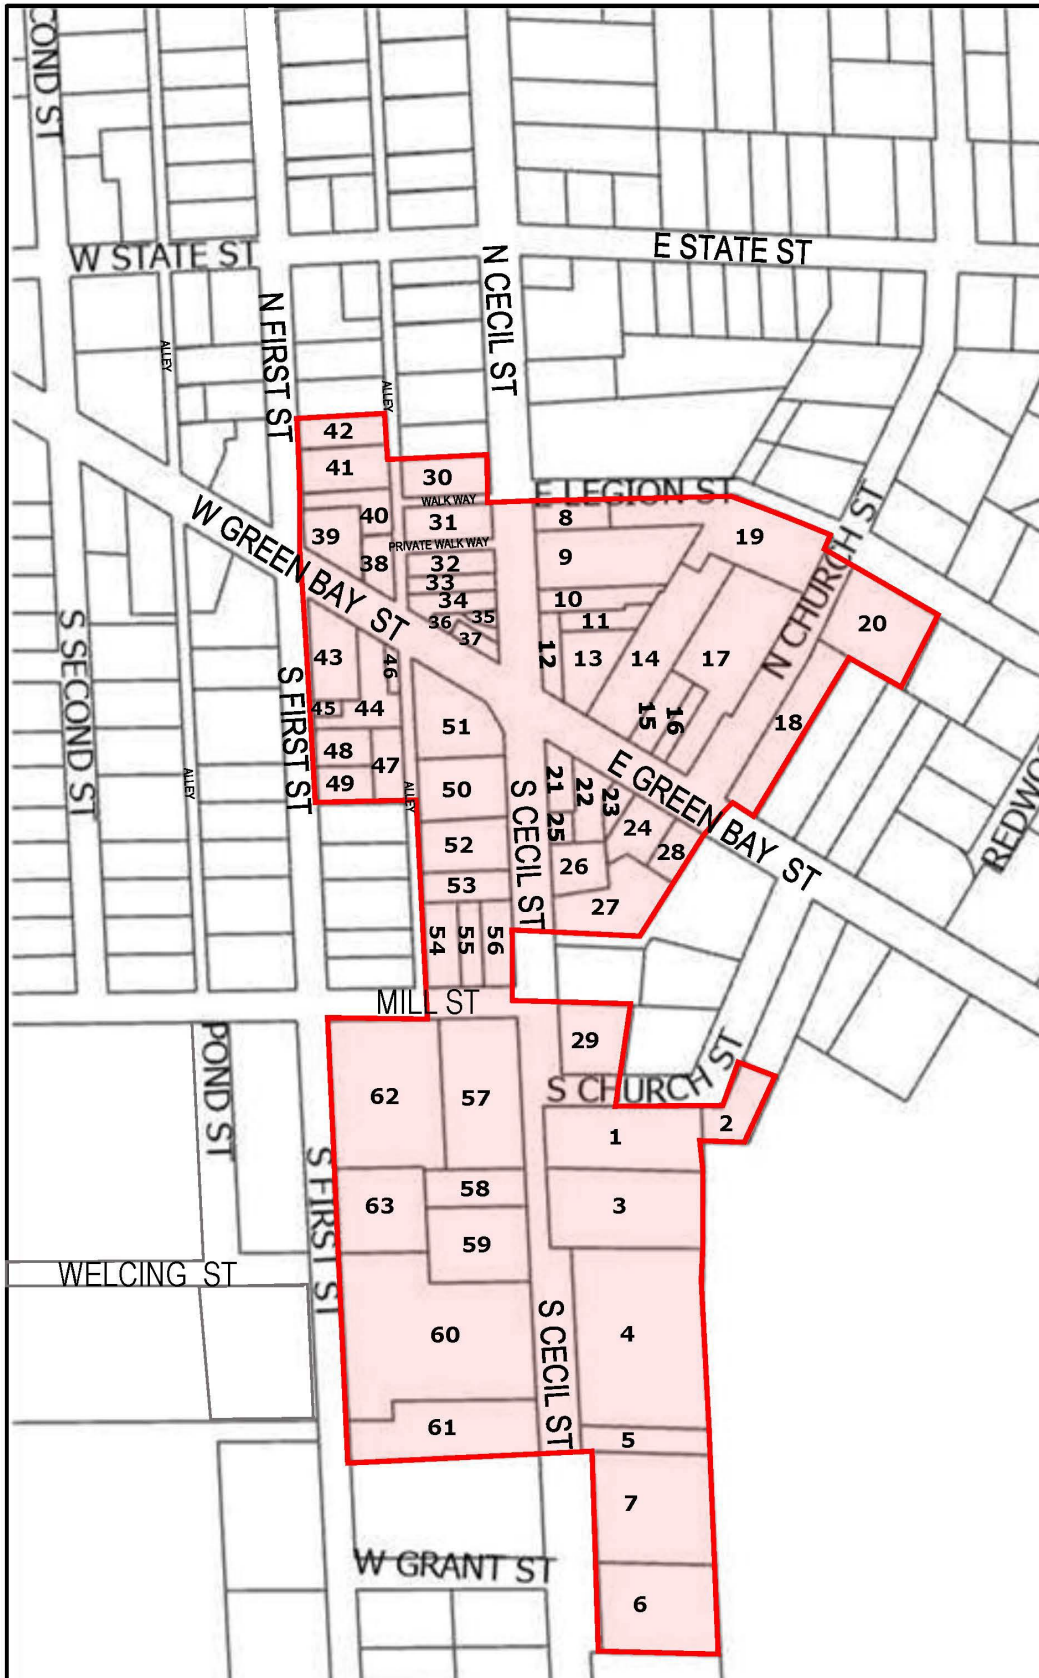 COND ST
W STATE ST
E STATE ST
N CECIL ST
N FIRST ST
ALLEY
ALLEY
42
41
30
WALK WAY
E LEGION ST
40
31
8
39
PRIVATE WALK WAY
19
N CHURCH ST
W GREEN BAY ST
38
32
9
33
34
10
35
36
37
11
20
S SECOND ST
S FIRST ST
43
46
12
13
14
17
45
44
15
16
18
51
48
47
49
ALLEY
ALLEY
50
S CECIL ST
21
22
23
E GREEN BAY ST
25
24
28
52
26
53
27
54
55
56
REDWO
MILL ST
29
POND ST
S CHURCH ST
62
57
1
2
S FIRST ST
63
58
3
59
WELCING ST
60
S CECIL ST
4
61
5
7
W GRANT ST
6